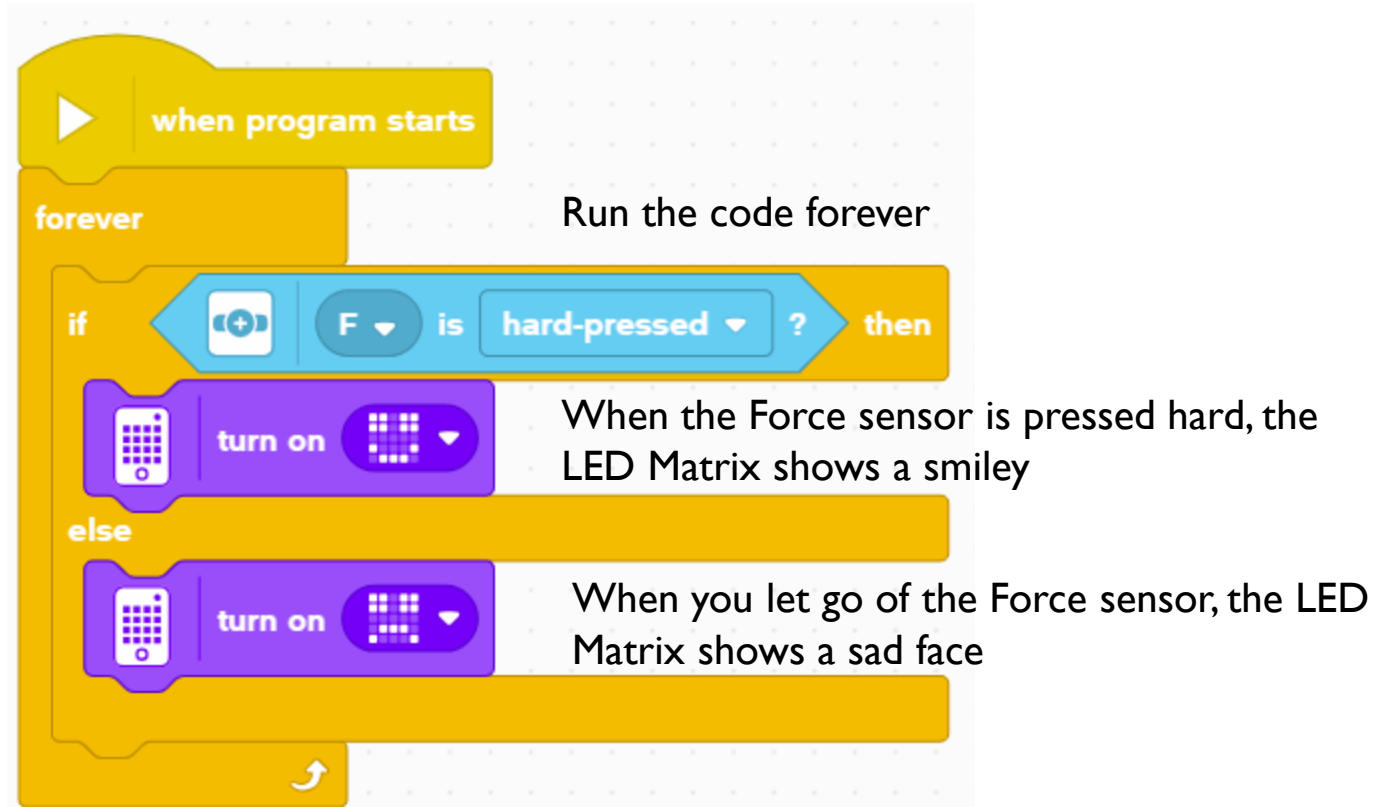 when program starts
forever
Run the code forever
if F is hard-pressed ? then
turn on
When the Force sensor is pressed hard, the
LED Matrix shows a smiley
else
turn on
When you let go of the Force sensor, the LED
Matrix shows a sad face